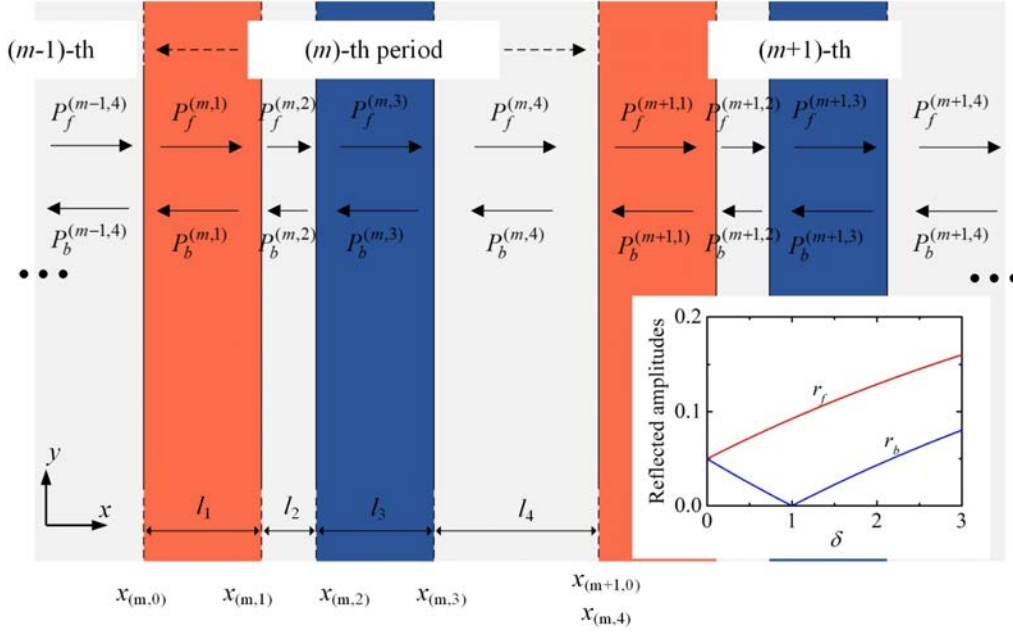 (m-1)-th (m)-th period (m+1)-th
P_f^(m−1,4) P_f^(m,1) P_f^(m,2) P_f^(m,3) P_f^(m,4) P_f^(m+1,1) P_f^(m+1,2) P_f^(m+1,3) P_f^(m+1,4)
P_b^(m−1,4) P_b^(m,1) P_b^(m,2) P_b^(m,3) P_b^(m,4) P_b^(m+1,1) P_b^(m+1,2) P_b^(m+1,3) P_b^(m+1,4)
••• •••
Reflected amplitudes
0.2
0.1
0.0
r_f
r_b
0 1 2 3
δ
y
x
l_1 l_2 l_3 l_4
x_(m,0) x_(m,1) x_(m,2) x_(m,3) x_(m+1,0)
x_(m,4)